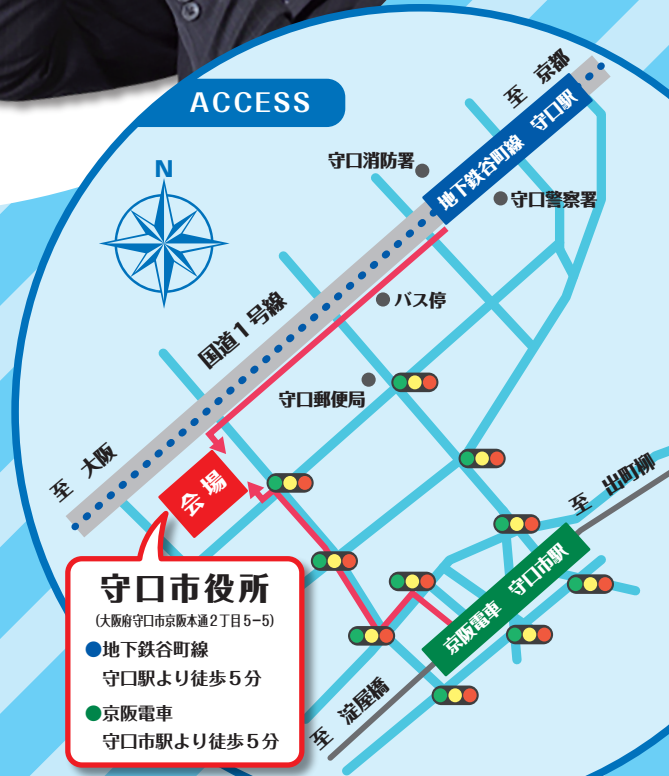 ACCESS
至 京都
N
守口消防署
地下鉄谷町線 守口駅
守口警察署
バス停
国道1号線
守口郵便局
至 大阪
会場
至 出町柳
京阪電車 守口市駅
至 淀屋橋
守口市役所
(大阪府守口市京阪本通2丁目5-5)
●地下鉄谷町線
守口駅より徒歩5分
●京阪電車
守口市駅より徒歩5分